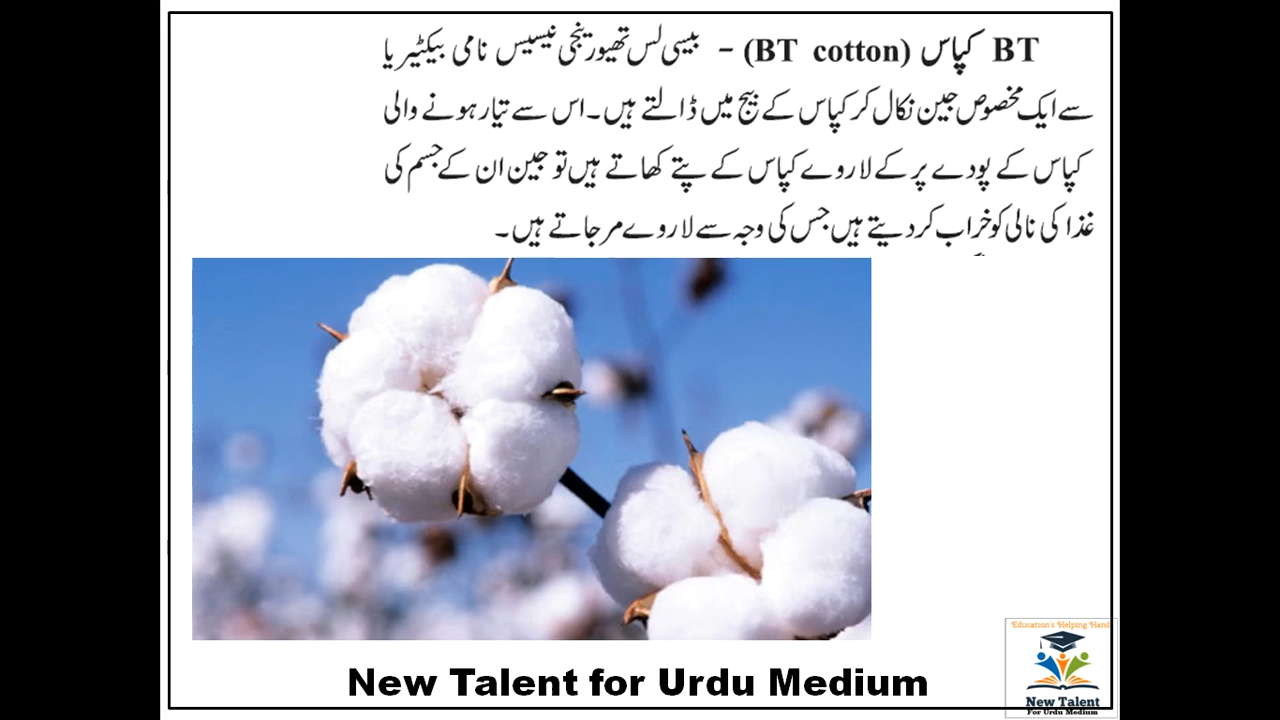 BT کپاس (BT cotton) - بیسی لس تھیورینجی نیسیس نامی بیکٹیریا
سے ایک مخصوص جین نکال کر کپاس کے بیج میں ڈالتے ہیں۔ اس سے تیار ہونے والی
کپاس کے پودے پر کے لاروے کپاس کے پتے کھاتے ہیں تو جین ان کے جسم کی
غذا کی نالی کو خراب کر دیتے ہیں جس کی وجہ سے لاروے مر جاتے ہیں۔
New Talent for Urdu Medium
Education's Helping Hand
New Talent
For Urdu Medium